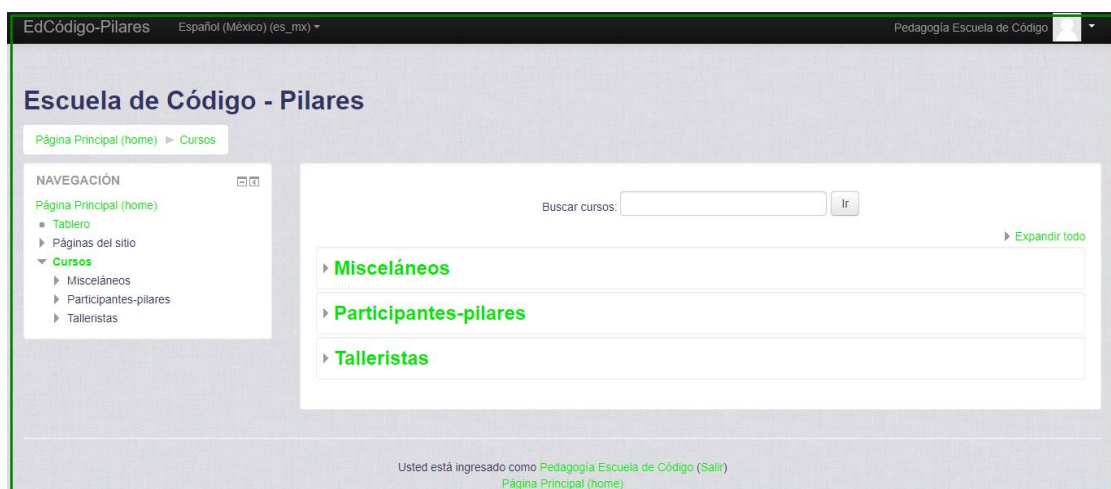 EdCódigo-Pilares Español (México) (es_mx) Pedagogía Escuela de Código
Escuela de Código - Pilares
Página Principal (home) Cursos
NAVEGACIÓN
Página Principal (home)
Tablero
Páginas del sitio
Cursos
Misceláneos
Participantes-pilares
Talleristas
Buscar cursos: Ir
Expandir todo
Misceláneos
Participantes-pilares
Talleristas
Usted está ingresado como Pedagogía Escuela de Código (Salir)
Página Principal (home)